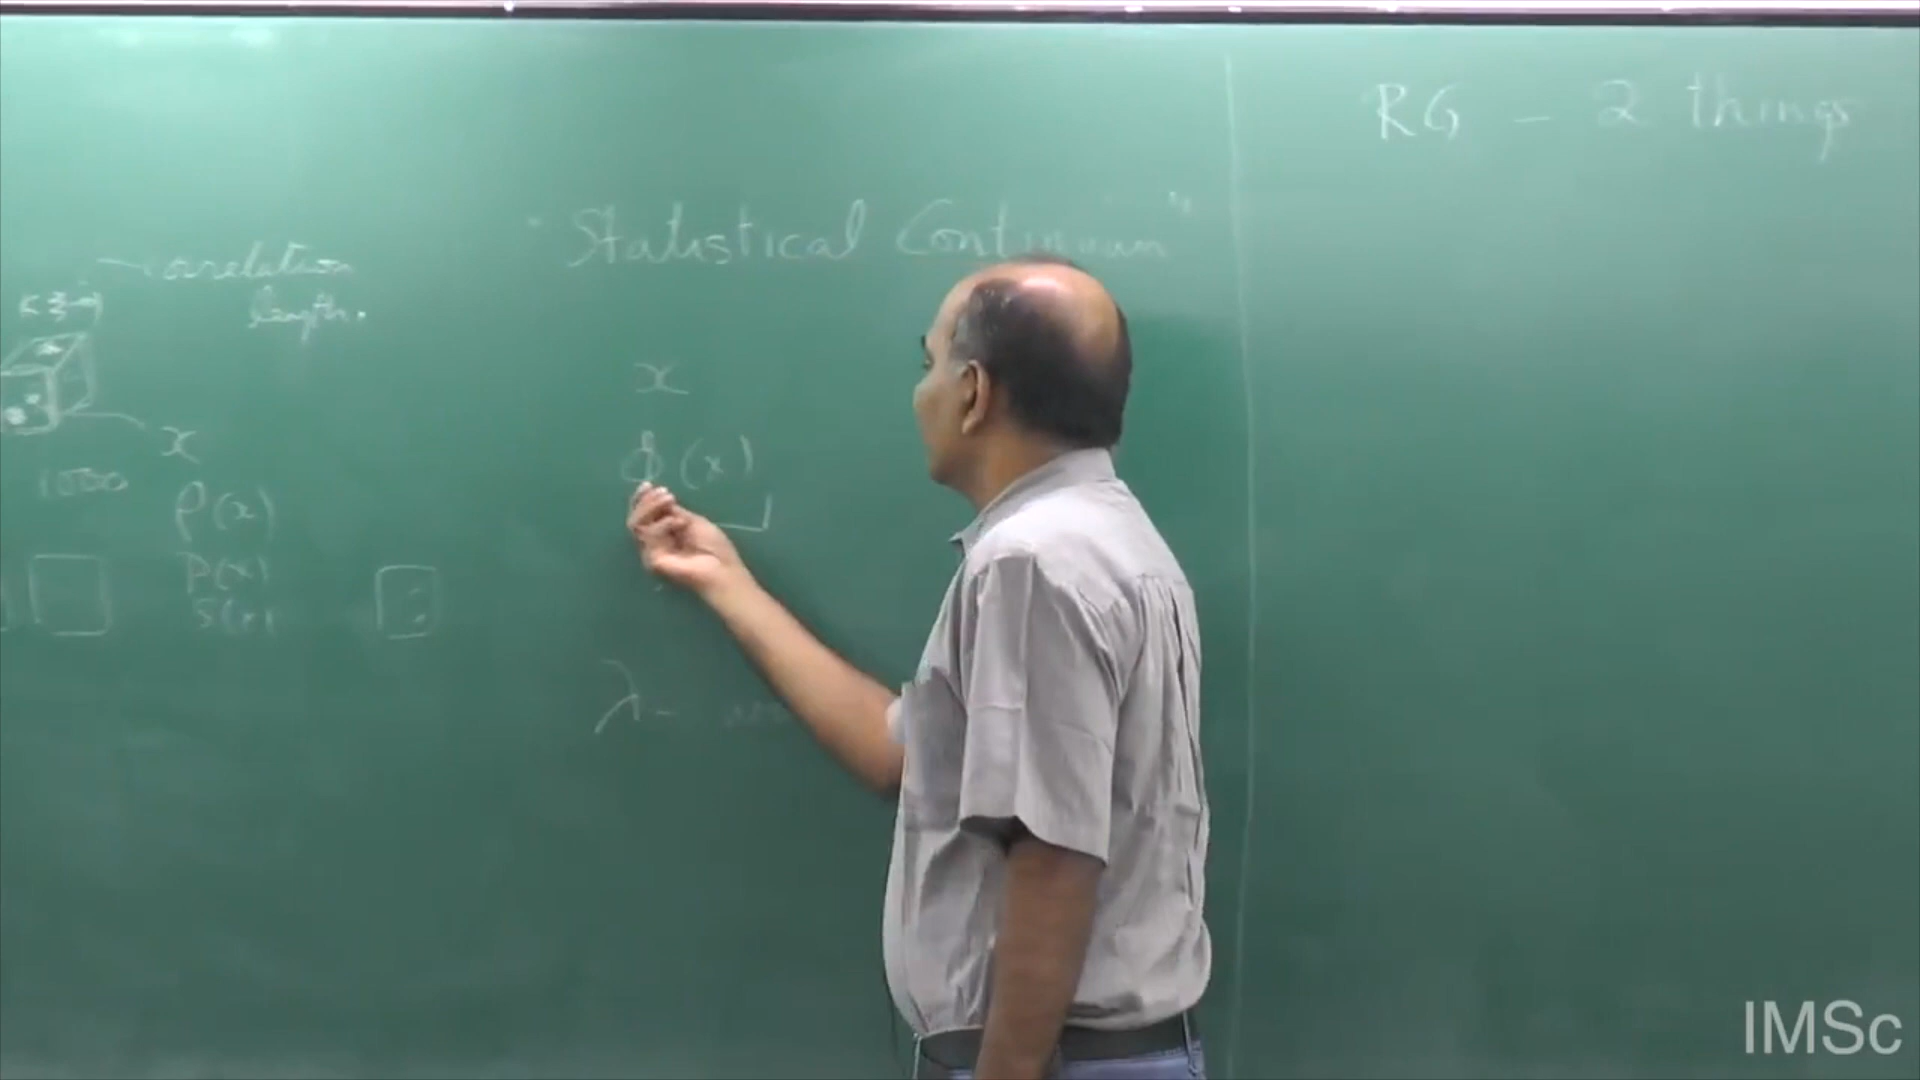 correlation
length.
x
1000
ρ(x)
P(x)
S(x)
"Statistical Continuum"
x
ϕ(x)
λ -
RG - 2 things
IMSc